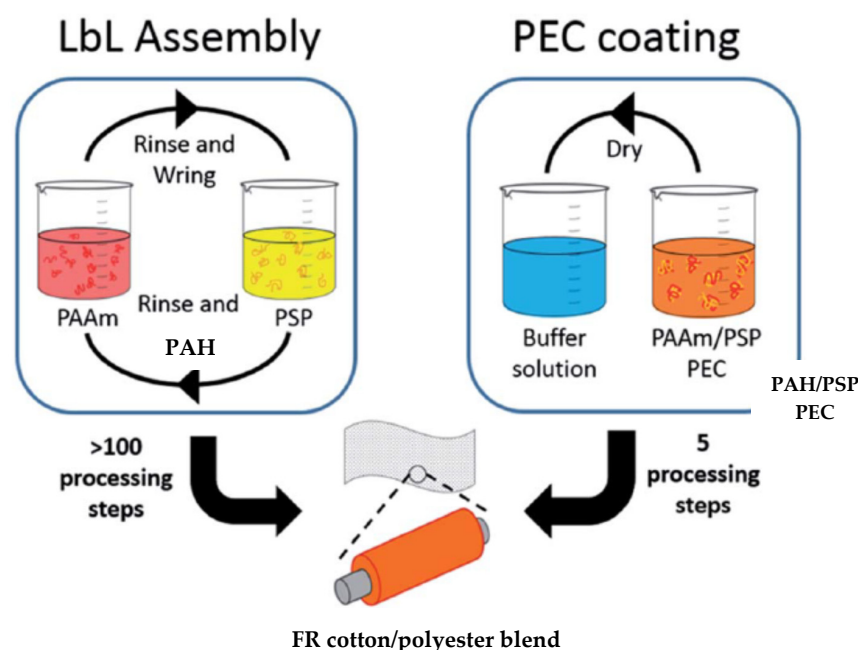 LbL Assembly
Rinse and
Wring
PAAm
Rinse and
PSP
PAH
>100
processing
steps
PEC coating
Dry
Buffer
solution
PAAm/PSP
PEC
PAH/PSP
PEC
5
processing
steps
FR cotton/polyester blend